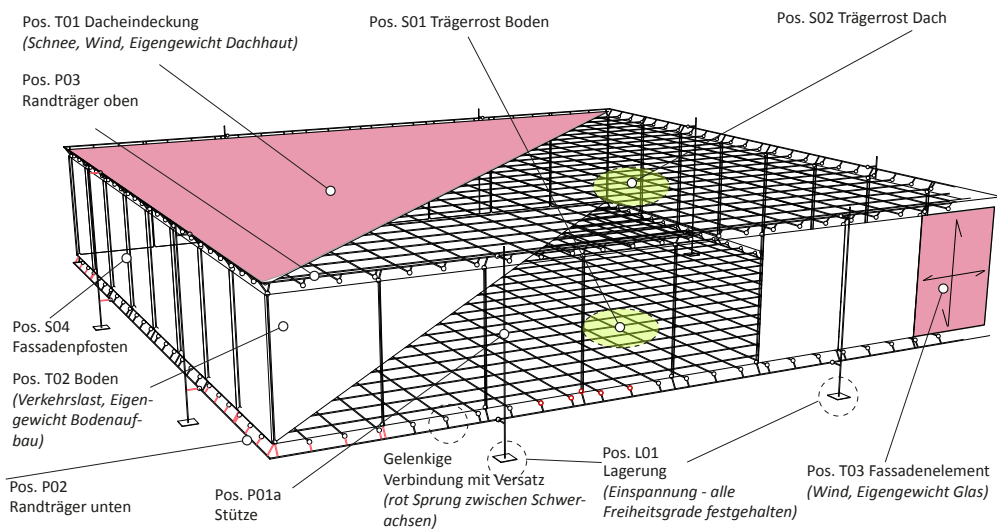 Pos. T01 Dacheindeckung
(Schnee, Wind, Eigengewicht Dachhaut)
Pos. S01 Trägerrost Boden
Pos. S02 Trägerrost Dach
Pos. P03
Randträger oben
Pos. S04
Fassadenpfosten
Pos. T02 Boden
(Verkehrslast, Eigen-
gewicht Bodenauf-
bau)
Pos. P02
Randträger unten
Pos. P01a
Stütze
Gelenkige
Verbindung mit Versatz
(rot Sprung zwischen Schwer-
achsen)
Pos. L01
Lagerung
(Einspannung - alle
Freiheitsgrade festgehalten)
Pos. T03 Fassadenelement
(Wind, Eigengewicht Glas)